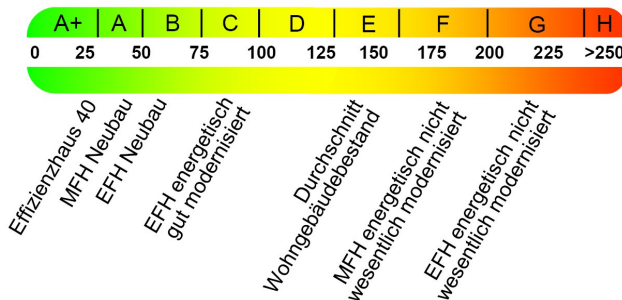 A+ A B C D E F G H
0 25 50 75 100 125 150 175 200 225 >250
Effizienzhaus 40
MFH Neubau
EFH Neubau
EFH energetisch
gut modernisiert
Durchschnitt
Wohngebäudebestand
MFH energetisch nicht
wesentlich modernisiert
EFH energetisch nicht
wesentlich modernisiert